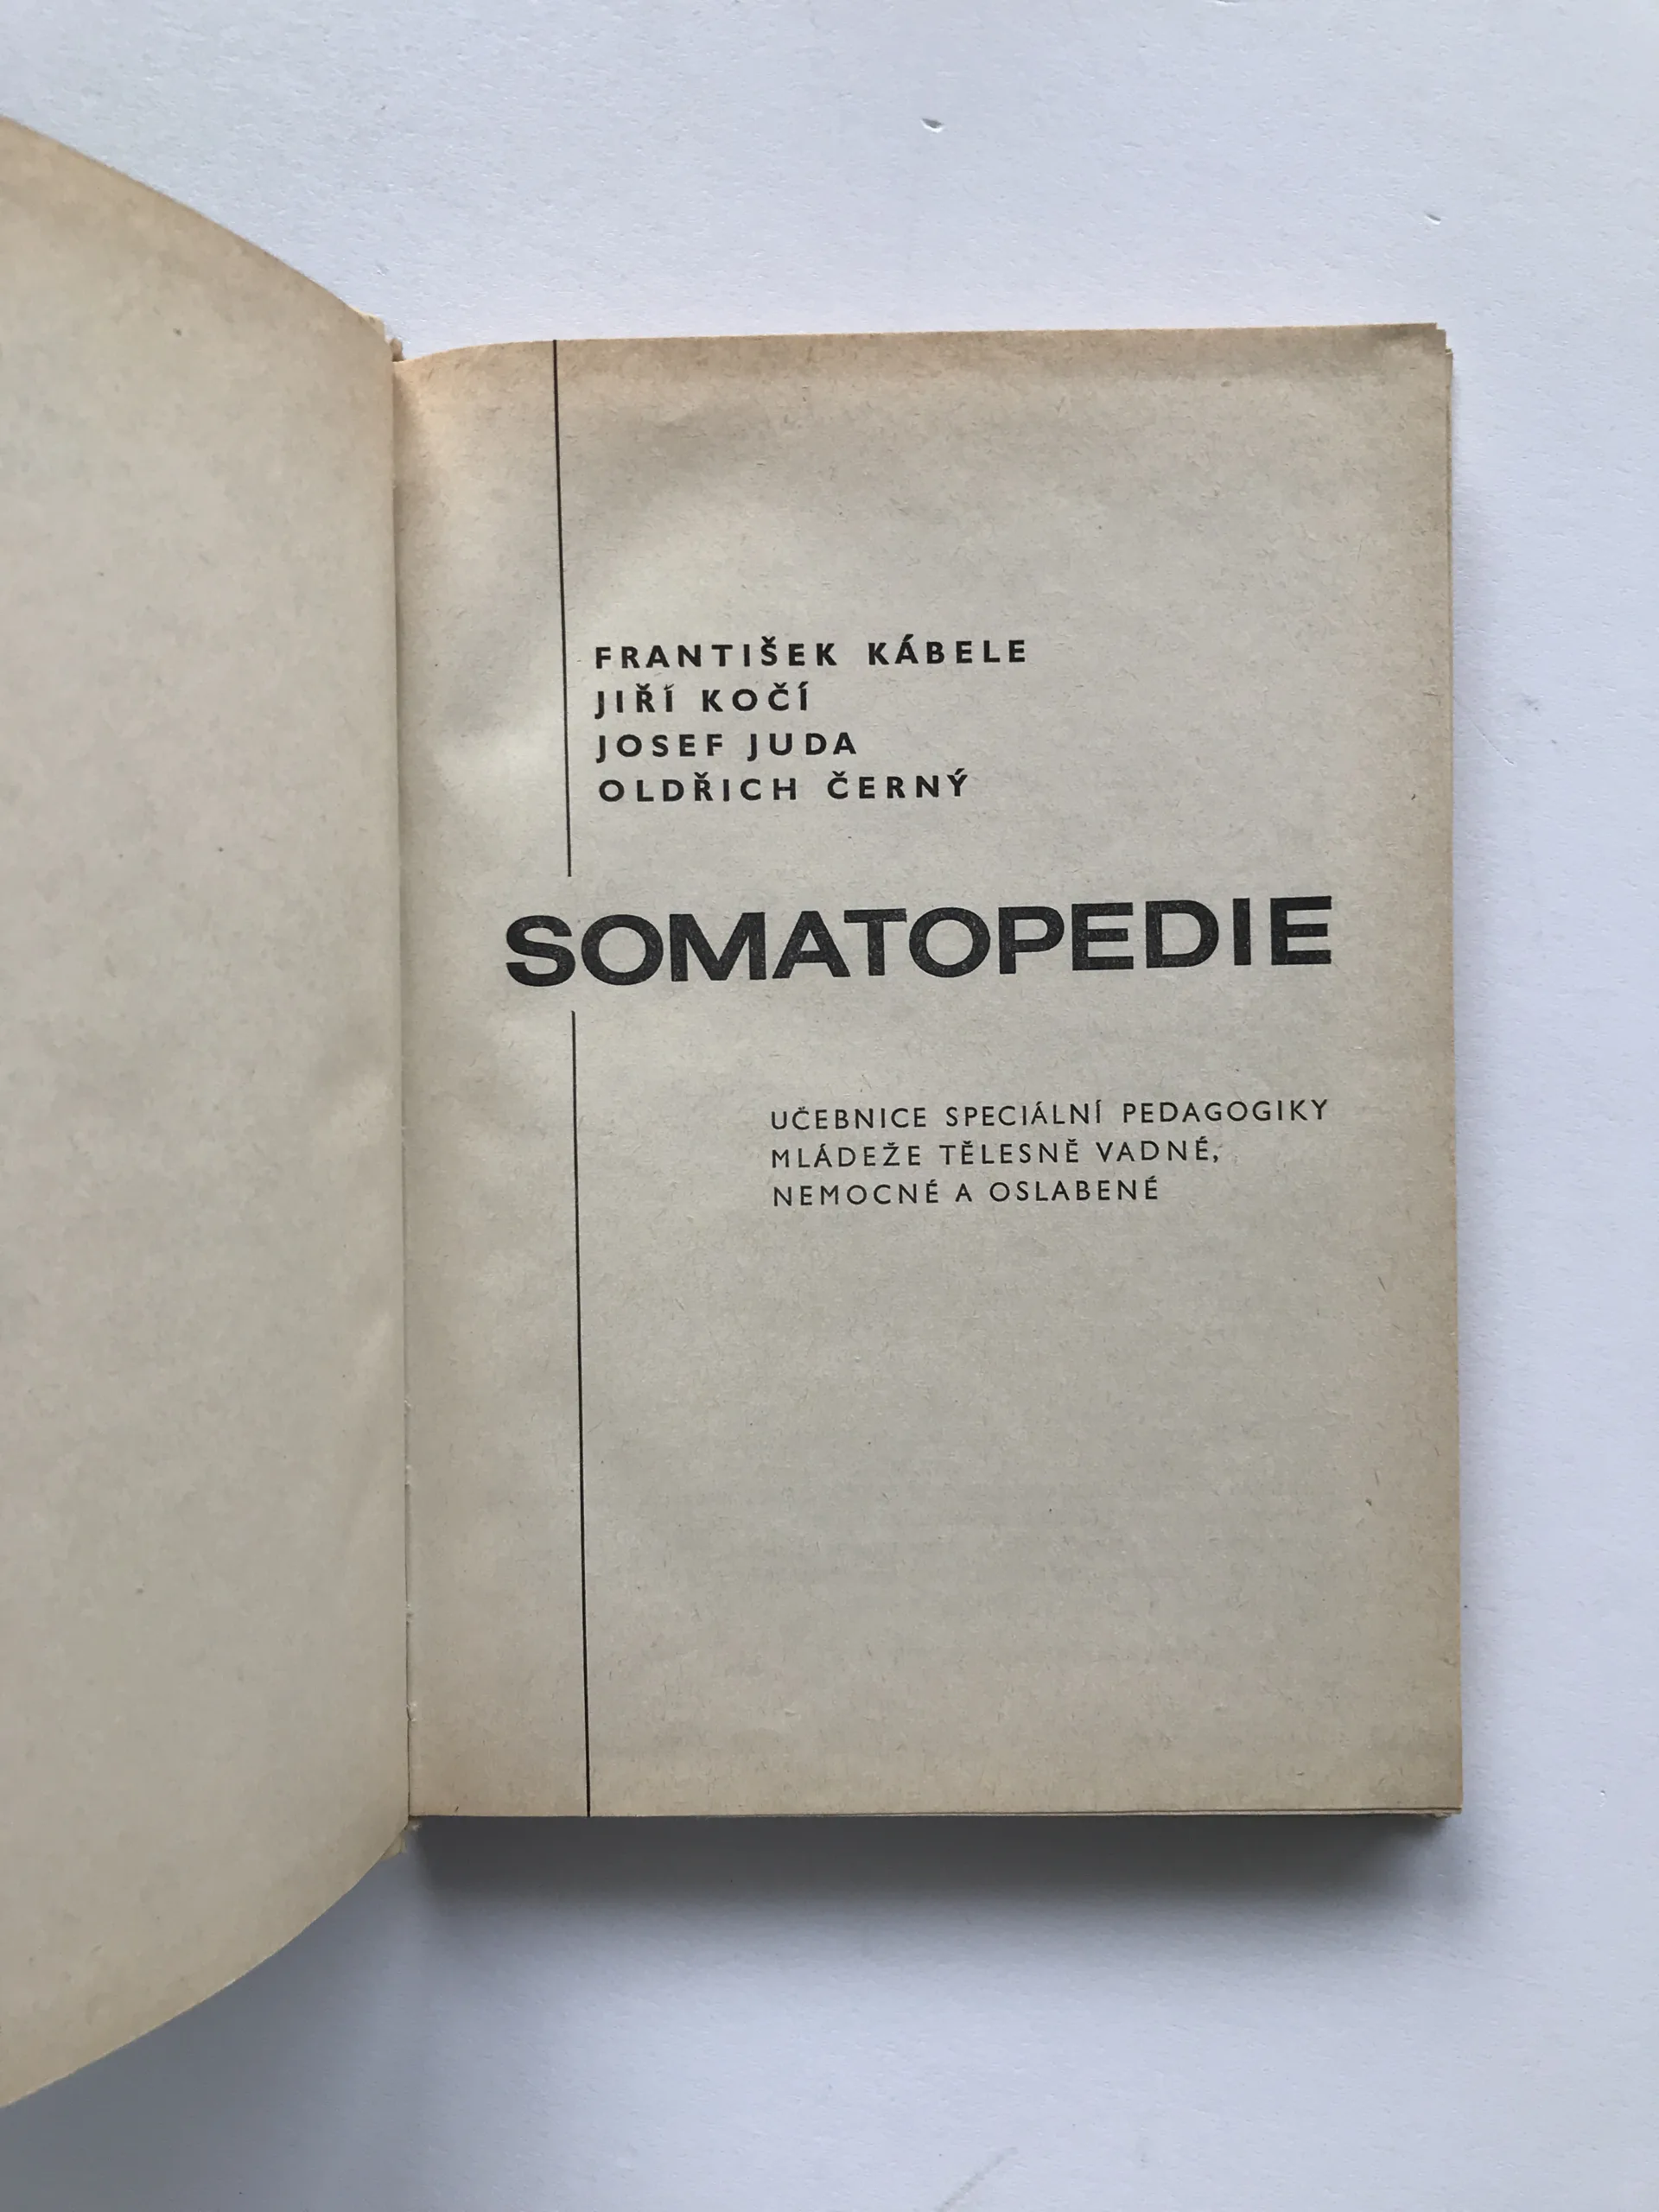 FRANTIŠEK KÁBELE
JIŘÍ KOČÍ
JOSEF JUDA
OLDŘICH ČERNÝ
SOMATOPEDIE
UČEBNICE SPECIÁLNÍ PEDAGOGIKY
MLÁDEŽE TĚLESNĚ VADNÉ,
NEMOCNÉ A OSLABENÉ